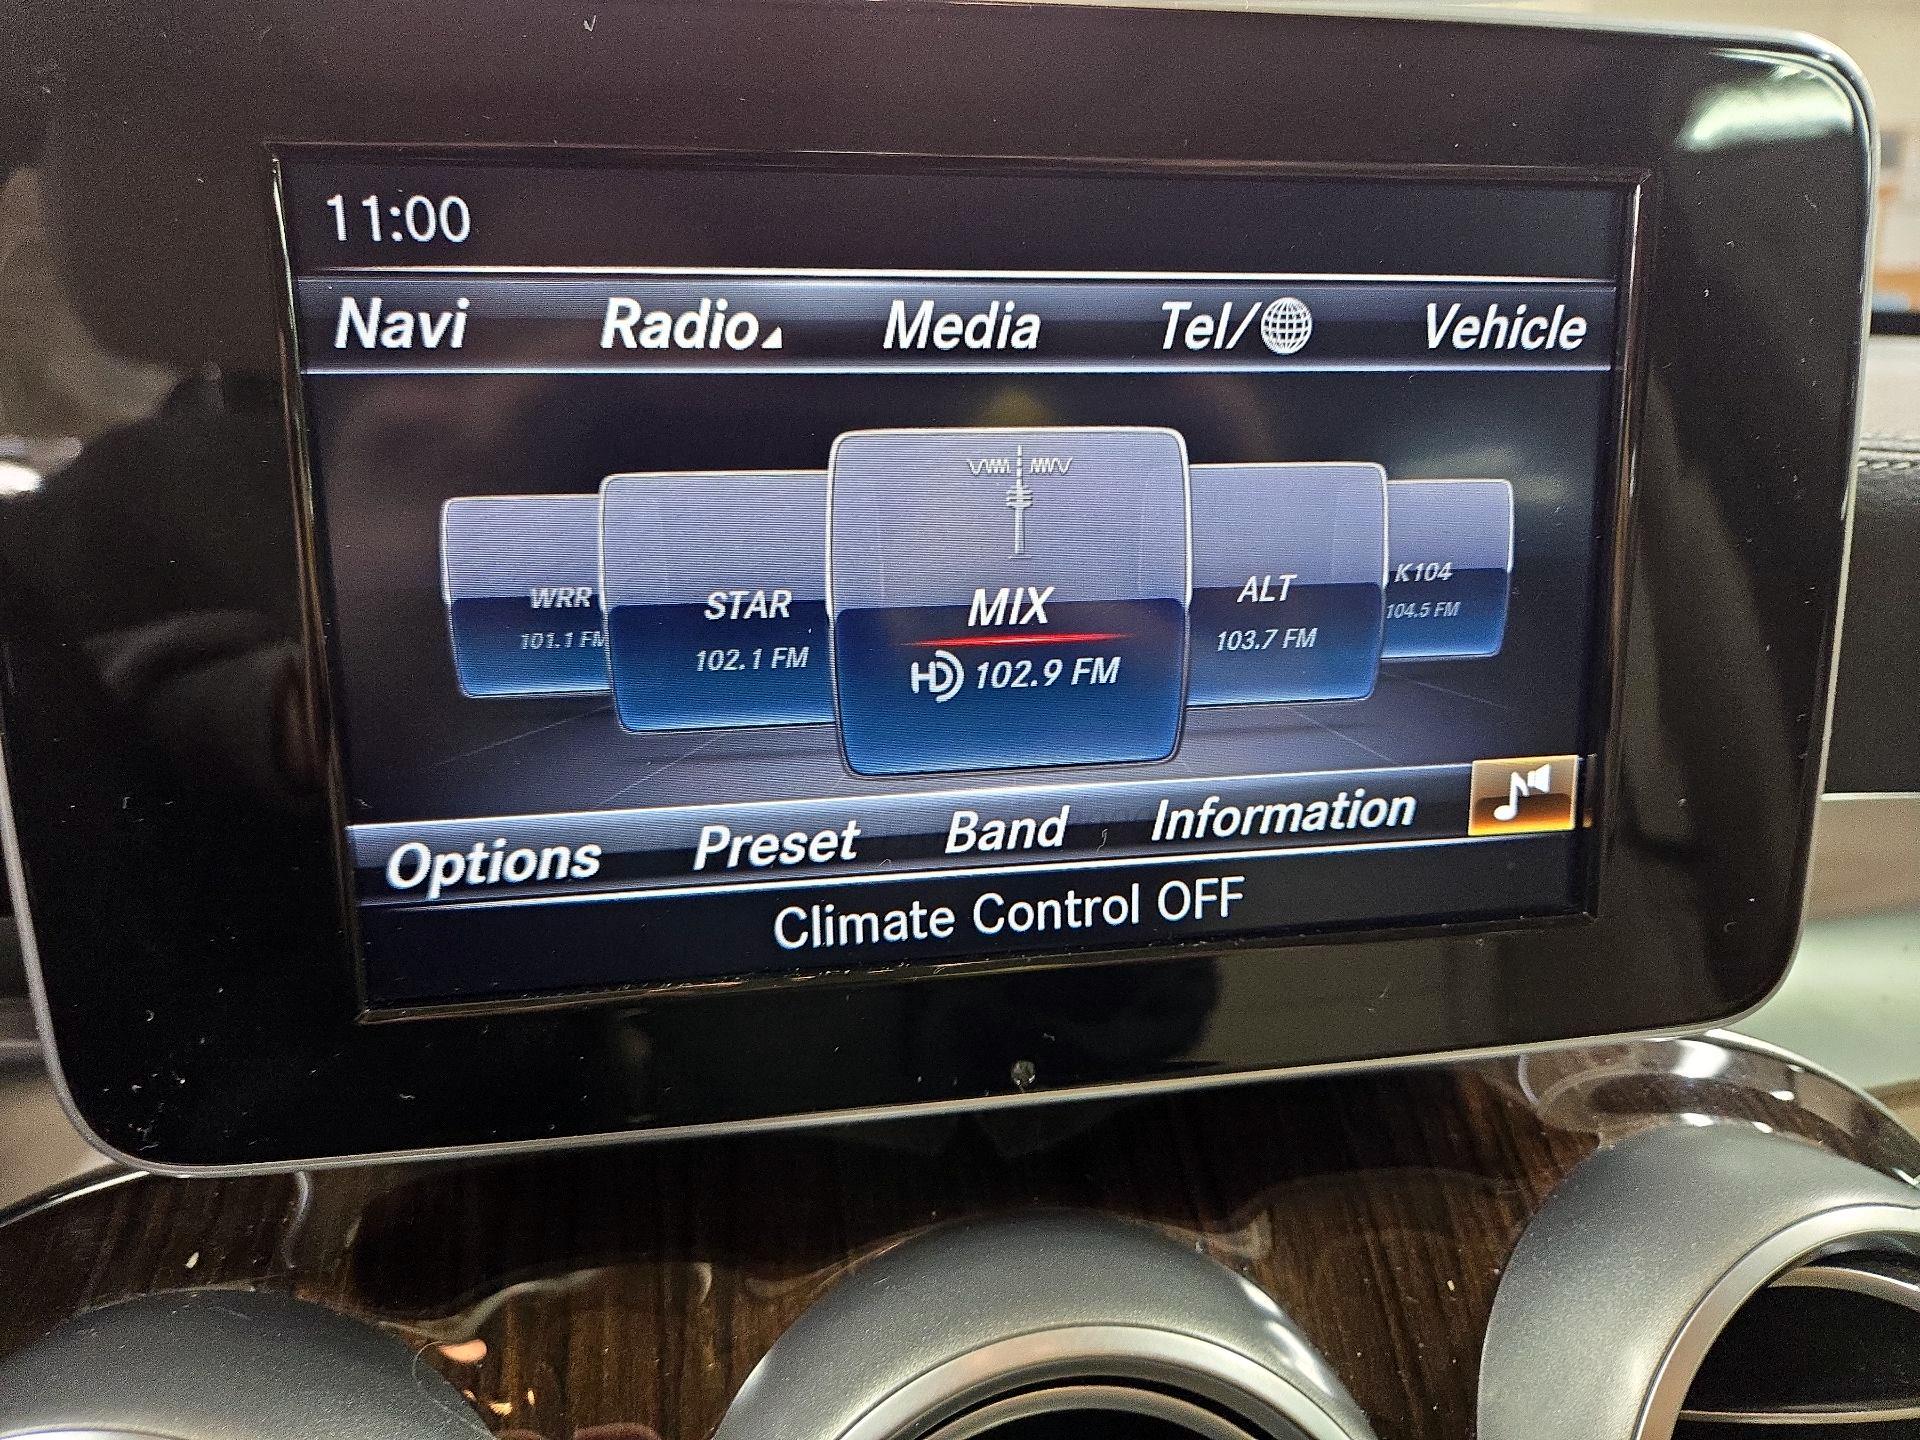 11:00
Navi Radio Media Tel/ Vehicle
WRR
101.1 FM
STAR
102.1 FM
MIX
HD 102.9 FM
ALT
103.7 FM
K104
104.5 FM
Options Preset Band Information
Climate Control OFF